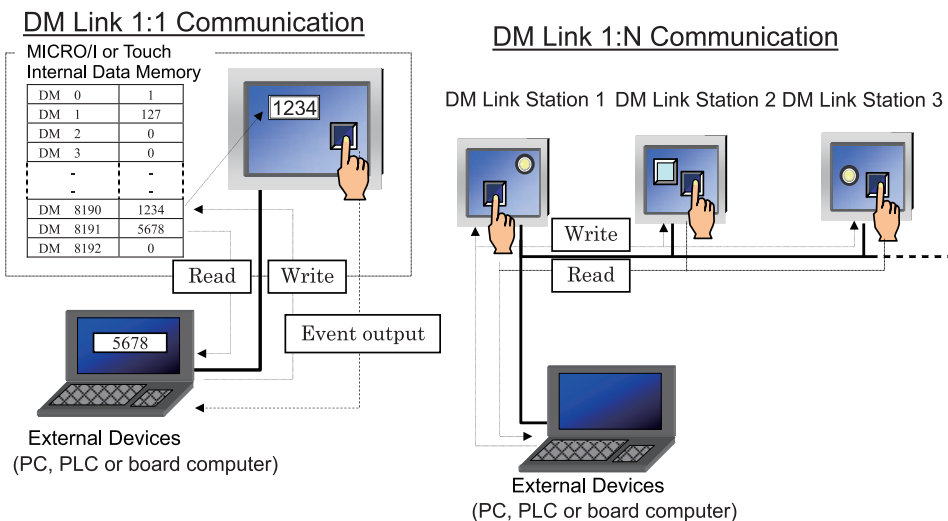 DM Link 1:1 Communication
MICRO/I or Touch
Internal Data Memory
DM 0 1
DM 1 127
DM 2 0
DM 3 0
- -
- -
DM 8190 1234
DM 8191 5678
DM 8192 0
1234
Read
Write
Event output
5678
External Devices
(PC, PLC or board computer)
DM Link 1:N Communication
DM Link Station 1 DM Link Station 2 DM Link Station 3
Write
Read
External Devices
(PC, PLC or board computer)